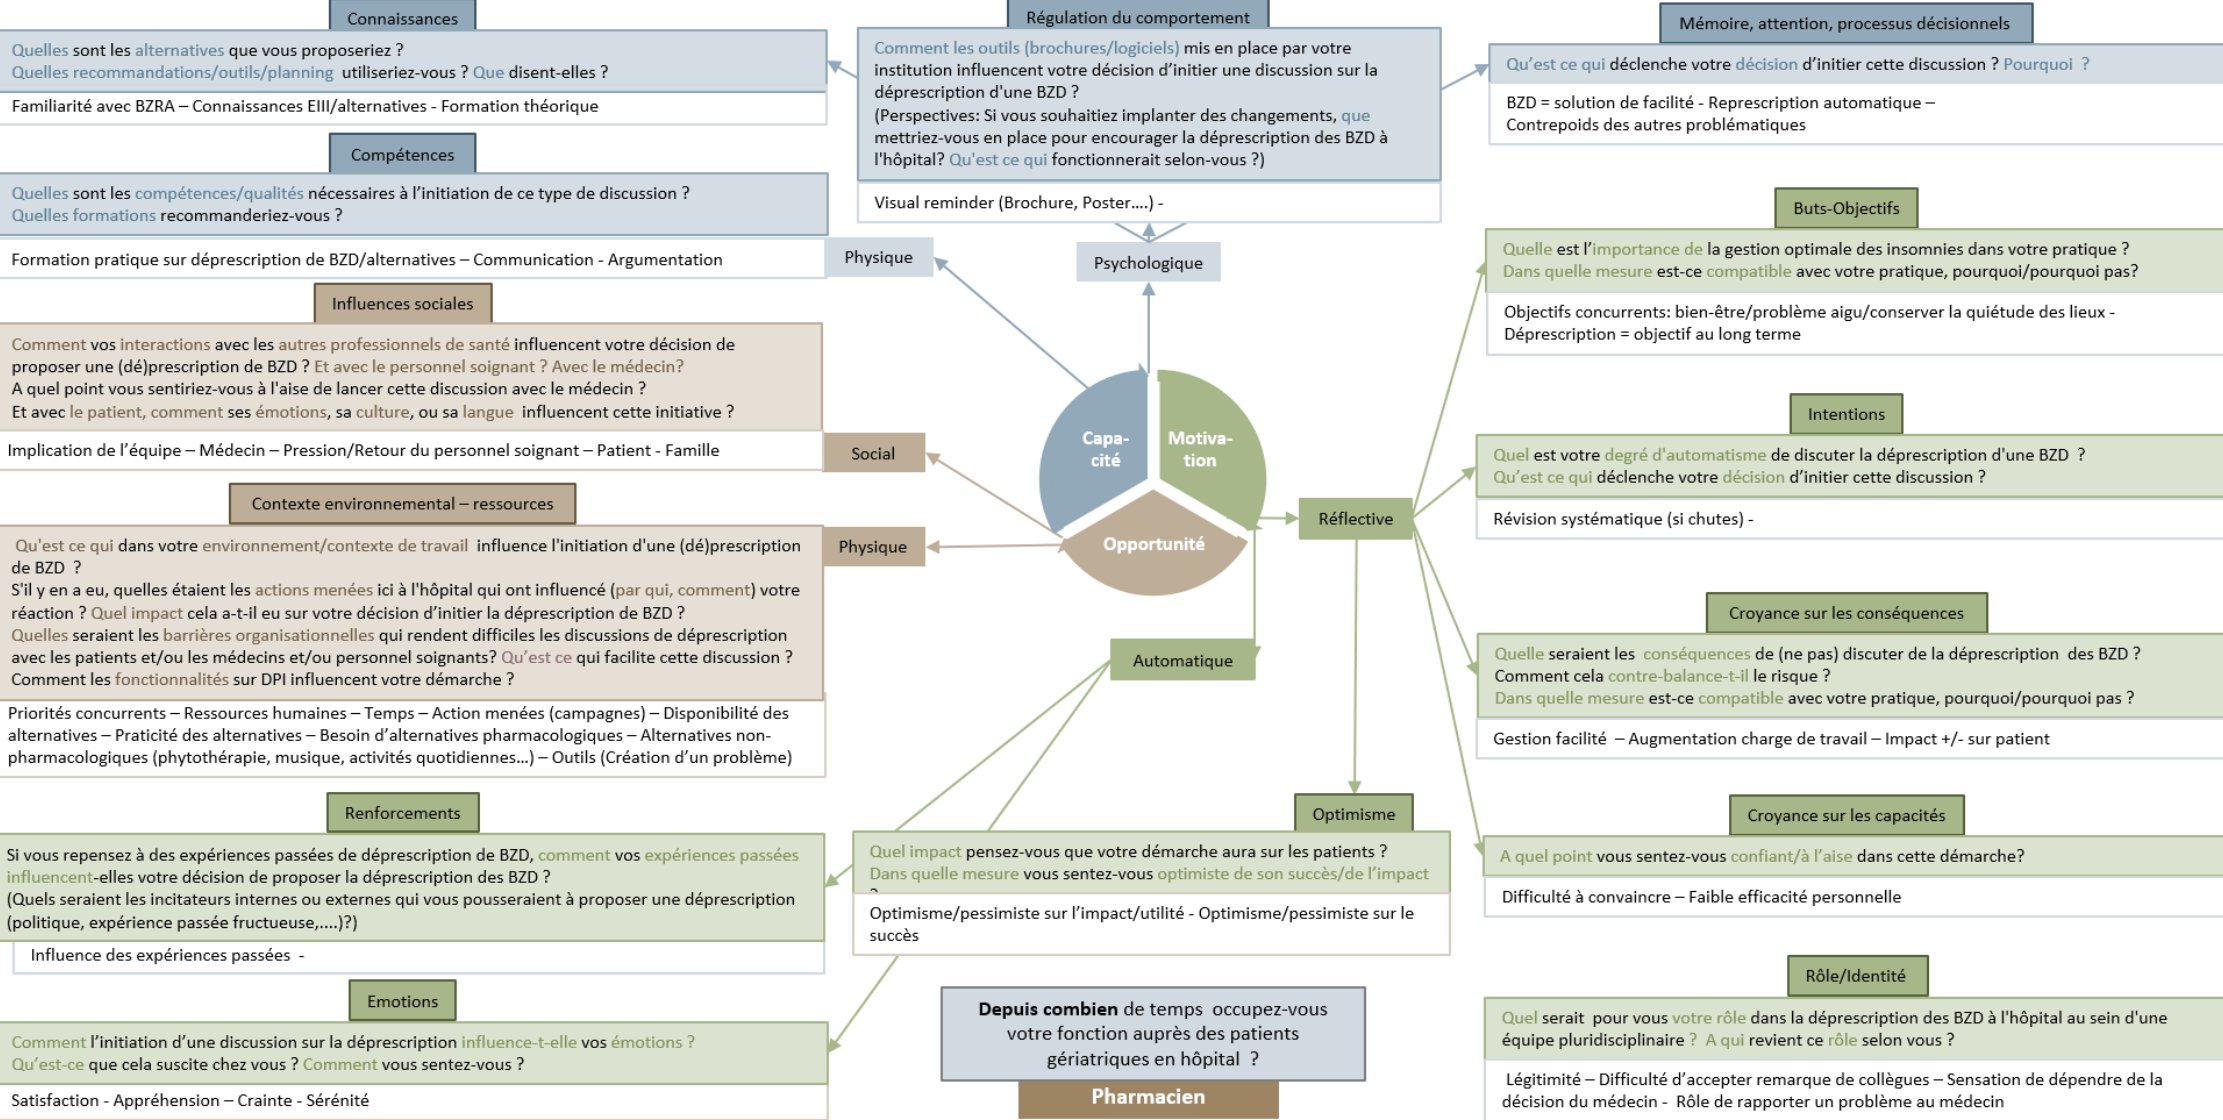 Connaissances
Quelles sont les alternatives que vous proposeriez ?
Quelles recommandations/outils/planning utiliseriez-vous ? Que disent-elles ?
Familiarité avec BZRA – Connaissances EIII/alternatives - Formation théorique
Compétences
Quelles sont les compétences/qualités nécessaires à l’initiation de ce type de discussion ?
Quelles formations recommanderiez-vous ?
Formation pratique sur déprescription de BZD/alternatives – Communication - Argumentation
Physique
Influences sociales
Comment vos interactions avec les autres professionnels de santé influencent votre décision de
proposer une (dé)prescription de BZD ? Et avec le personnel soignant ? Avec le médecin?
A quel point vous sentiriez-vous à l'aise de lancer cette discussion avec le médecin ?
Et avec le patient, comment ses émotions, sa culture, ou sa langue influencent cette initiative ?
Implication de l’équipe – Médecin – Pression/Retour du personnel soignant – Patient - Famille
Social
Contexte environnemental – ressources
Qu'est ce qui dans votre environnement/contexte de travail influence l'initiation d'une (dé)prescription
de BZD ?
S'il y en a eu, quelles étaient les actions menées ici à l'hôpital qui ont influencé (par qui, comment) votre
réaction ? Quel impact cela a-t-il eu sur votre décision d’initier la déprescription de BZD ?
Quelles seraient les barrières organisationnelles qui rendent difficiles les discussions de déprescription
avec les patients et/ou les médecins et/ou personnel soignants? Qu’est ce qui facilite cette discussion ?
Comment les fonctionnalités sur DPI influencent votre démarche ?
Physique
Priorités concurrents – Ressources humaines – Temps – Action menées (campagnes) – Disponibilité des
alternatives – Praticité des alternatives – Besoin d’alternatives pharmacologiques – Alternatives non-
pharmacologiques (phytothérapie, musique, activités quotidiennes…) – Outils (Création d’un problème)
Renforcements
Si vous repensez à des expériences passées de déprescription de BZD, comment vos expériences passées
influencent-elles votre décision de proposer la déprescription des BZD ?
(Quels seraient les incitateurs internes ou externes qui vous pousseraient à proposer une déprescription
(politique, expérience passée fructueuse,....)?)
Influence des expériences passées -
Emotions
Comment l’initiation d’une discussion sur la déprescription influence-t-elle vos émotions ?
Qu’est-ce que cela suscite chez vous ? Comment vous sentez-vous ?
Satisfaction - Appréhension – Crainte - Sérénité
Régulation du comportement
Comment les outils (brochures/logiciels) mis en place par votre
institution influencent votre décision d’initier une discussion sur la
déprescription d'une BZD ?
(Perspectives: Si vous souhaitiez implanter des changements, que
mettriez-vous en place pour encourager la déprescription des BZD à
l'hôpital? Qu'est ce qui fonctionnerait selon-vous ?)
Visual reminder (Brochure, Poster….) -
Psychologique
Capa-
cité
Motiva-
tion
Opportunité
Réflective
Automatique
Optimisme
Quel impact pensez-vous que votre démarche aura sur les patients ?
Dans quelle mesure vous sentez-vous optimiste de son succès/de l’impact
?
Optimisme/pessimiste sur l’impact/utilité - Optimisme/pessimiste sur le
succès
Depuis combien de temps occupez-vous
votre fonction auprès des patients
gériatriques en hôpital ?
Pharmacien
Mémoire, attention, processus décisionnels
Qu’est ce qui déclenche votre décision d’initier cette discussion ? Pourquoi ?
BZD = solution de facilité - Represcription automatique –
Contrepoids des autres problématiques
Buts-Objectifs
Quelle est l’importance de la gestion optimale des insomnies dans votre pratique ?
Dans quelle mesure est-ce compatible avec votre pratique, pourquoi/pourquoi pas?
Objectifs concurrents: bien-être/problème aigu/conserver la quiétude des lieux -
Déprescription = objectif au long terme
Intentions
Quel est votre degré d'automatisme de discuter la déprescription d'une BZD ?
Qu’est ce qui déclenche votre décision d’initier cette discussion ?
Révision systématique (si chutes) -
Croyance sur les conséquences
Quelle seraient les conséquences de (ne pas) discuter de la déprescription des BZD ?
Comment cela contre-balance-t-il le risque ?
Dans quelle mesure est-ce compatible avec votre pratique, pourquoi/pourquoi pas ?
Gestion facilité – Augmentation charge de travail – Impact +/- sur patient
Croyance sur les capacités
A quel point vous sentez-vous confiant/à l’aise dans cette démarche?
Difficulté à convaincre – Faible efficacité personnelle
Rôle/Identité
Quel serait pour vous votre rôle dans la déprescription des BZD à l'hôpital au sein d'une
équipe pluridisciplinaire ? A qui revient ce rôle selon vous ?
Légitimité – Difficulté d’accepter remarque de collègues – Sensation de dépendre de la
décision du médecin - Rôle de rapporter un problème au médecin